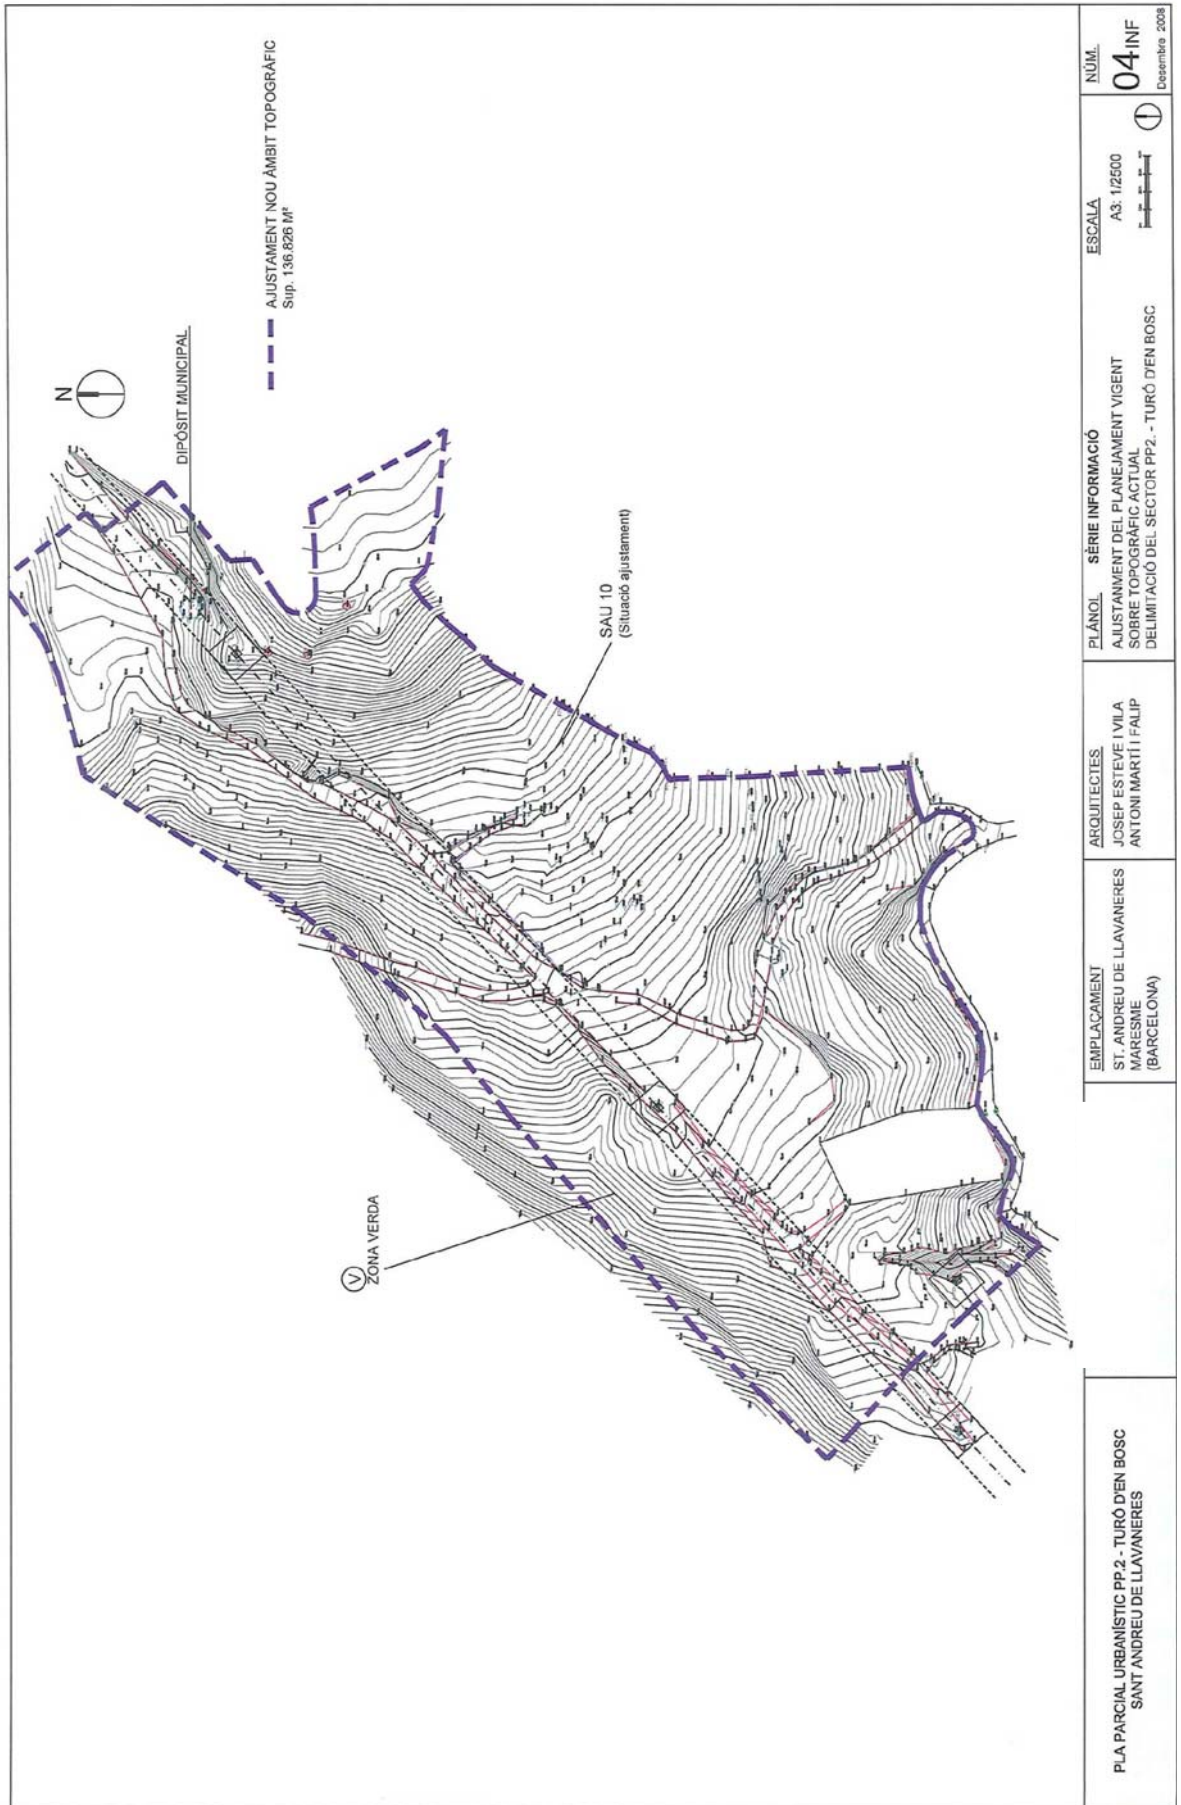 N
DIPÒSIT MUNICIPAL
AJUSTAMENT NOU ÀMBIT TOPOGRÀFIC
Sup. 136.826 M²
SAU 10
(Situació ajustament)
V
ZONA VERDA
PLA PARCIAL URBANÍSTIC PP.2 - TURÓ D'EN BOSC
SANT ANDREU DE LLAVANERES
EMPLAÇAMENT
ST. ANDREU DE LLAVANERES
MARESME
(BARCELONA)
ARQUITECTES
JOSEP ESTEVE I VILA
ANTONI MARTÍ I FALIP
PLÀNOL SÈRIE INFORMACIÓ
AJUSTANMENT DEL PLANEJAMENT VIGENT
SOBRE TOPOGRÀFIC ACTUAL
DELIMITACIÓ DEL SECTOR PP2. - TURÓ D'EN BOSC
ESCALA
A3: 1/2500
NÚM.
04INF
Desembre 2008